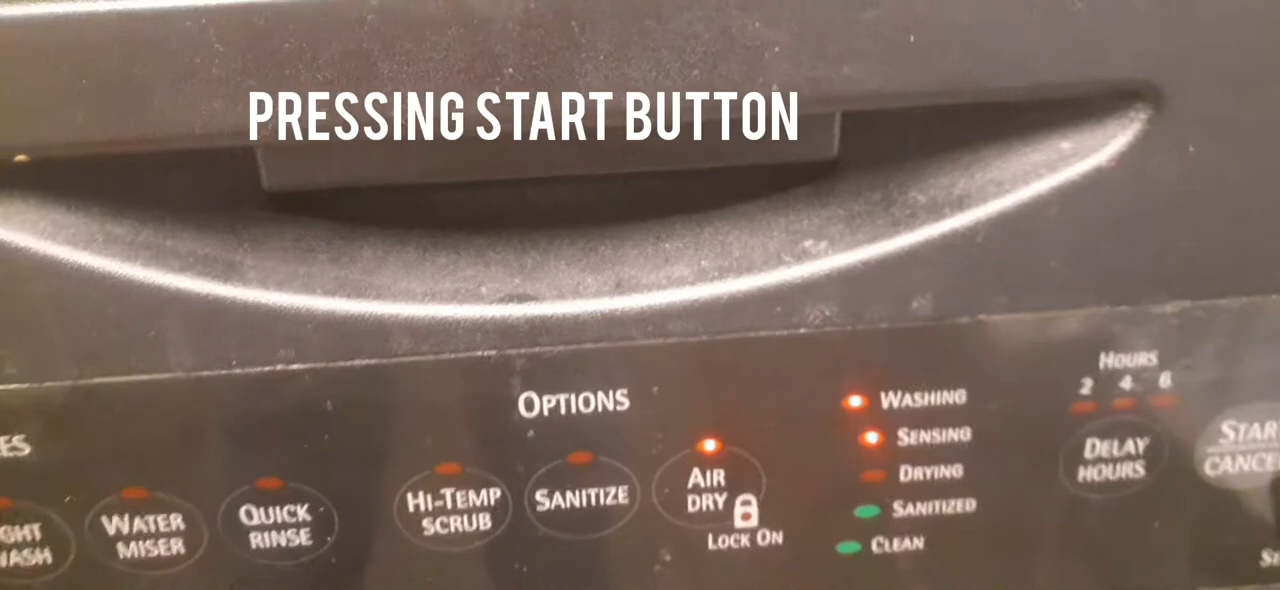 PRESSING START BUTTON
OPTIONS
WATER
MISER
QUICK
RINSE
HI-TEMP
SCRUB
SANITIZE
AIR
DRY
LOCK ON
WASHING
SENSING
DRYING
SANITIZED
CLEAN
HOURS
2 4 6
DELAY
HOURS